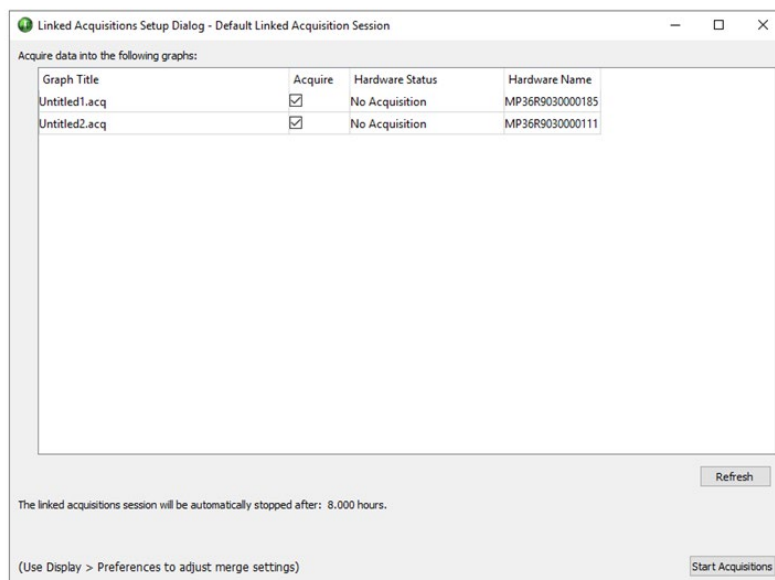 Linked Acquisitions Setup Dialog - Default Linked Acquisition Session
Acquire data into the following graphs:
Graph Title Acquire Hardware Status Hardware Name
Untitled1.acq No Acquisition MP36R9030000185
Untitled2.acq No Acquisition MP36R9030000111
Refresh
The linked acquisitions session will be automatically stopped after: 8.000 hours.
(Use Display > Preferences to adjust merge settings) Start Acquisitions